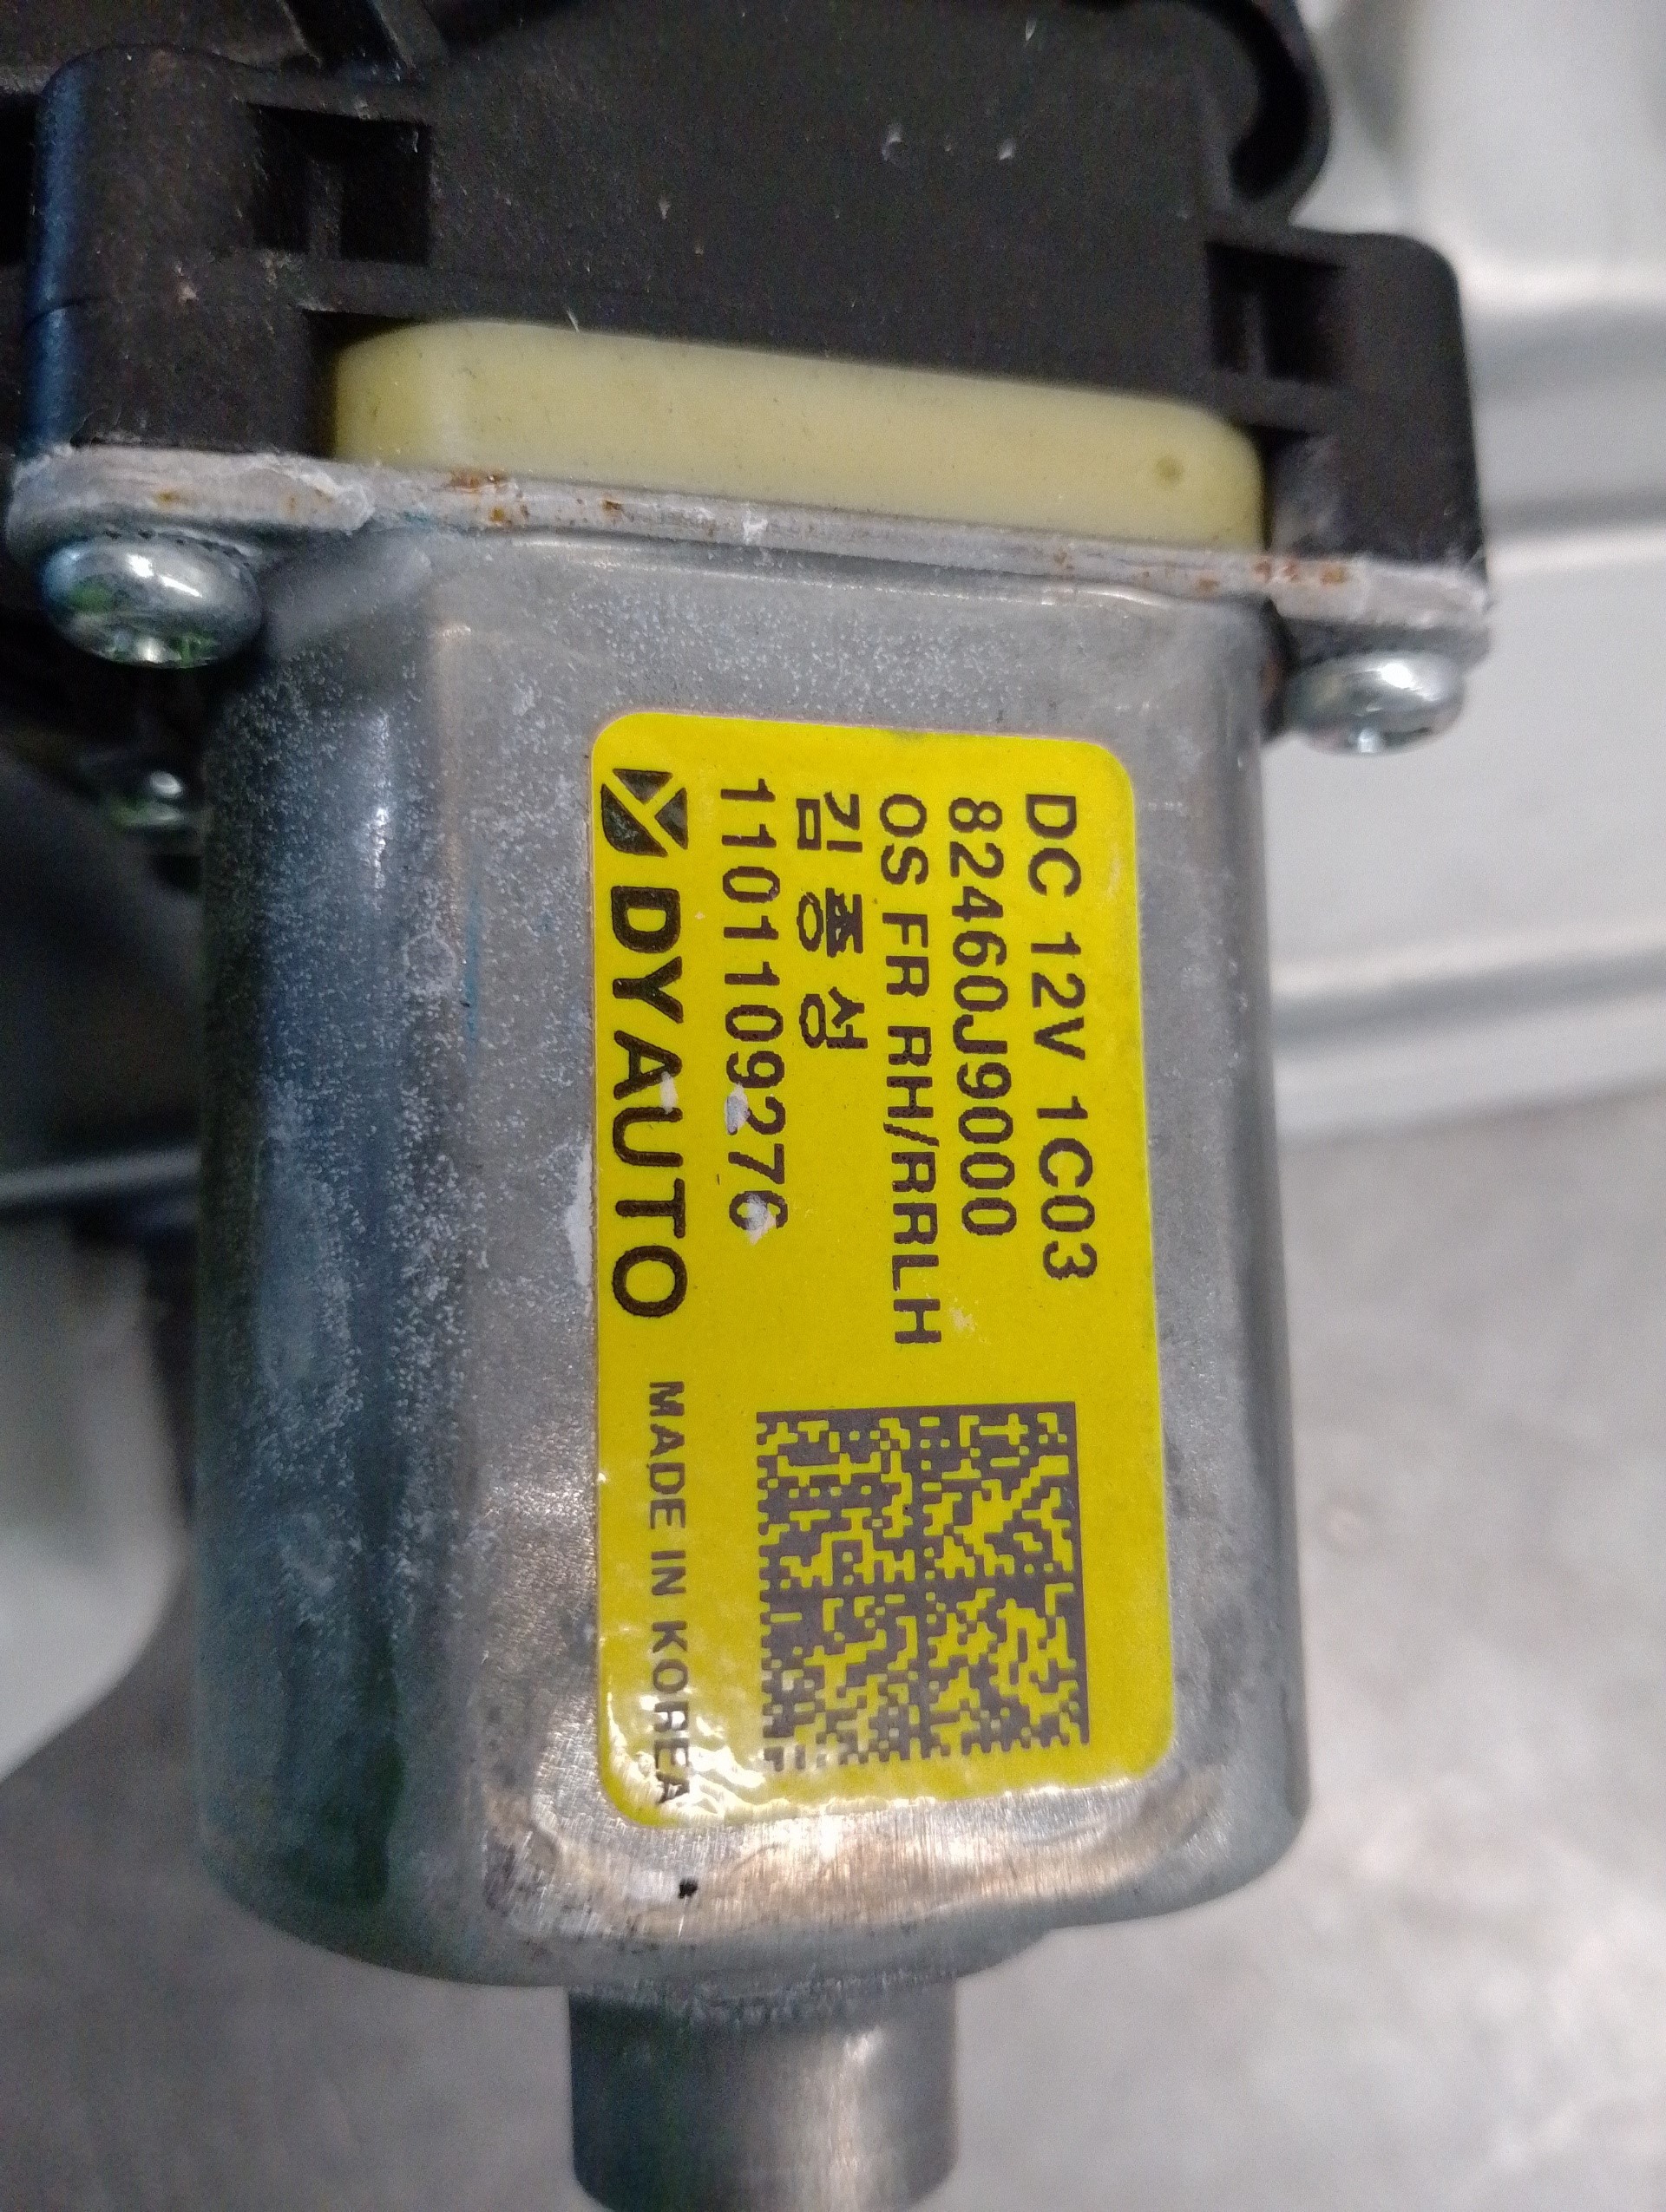 DC 12V 1C03
82460J9000
OS FR RH/RRLH
김종성
1101109276
DYAUTO MADE IN KOREA